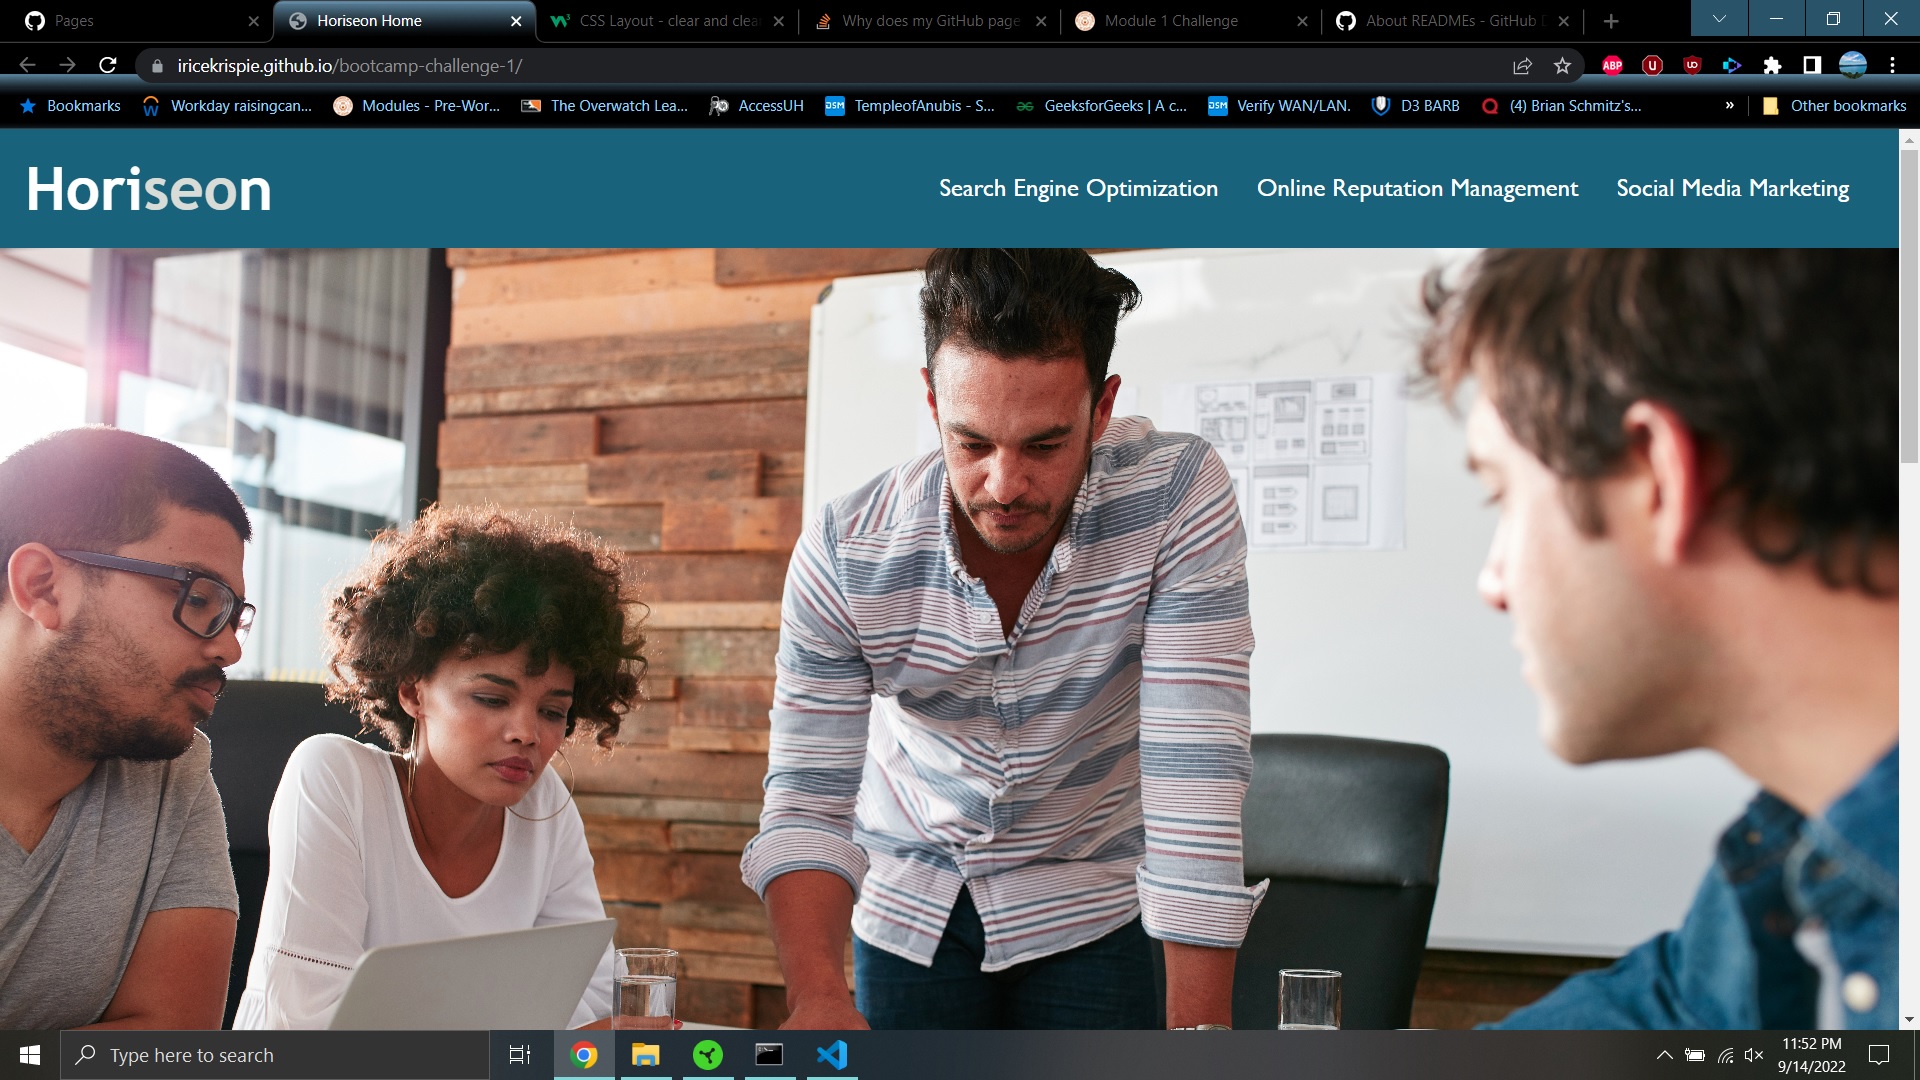 Pages
Horiseon Home
CSS Layout - clear and clea
Why does my GitHub page
Module 1 Challenge
About READMEs - GitHub D
iricekrispie.github.io/bootcamp-challenge-1/
ABP
Bookmarks
Workday raisingcan...
Modules - Pre-Wor...
The Overwatch Lea...
AccessUH
TempleofAnubis - S...
GeeksforGeeks | A c...
Verify WAN/LAN.
D3 BARB
(4) Brian Schmitz's...
»
Other bookmarks
Horiseon
Search Engine Optimization
Online Reputation Management
Social Media Marketing
Type here to search
11:52 PM
9/14/2022